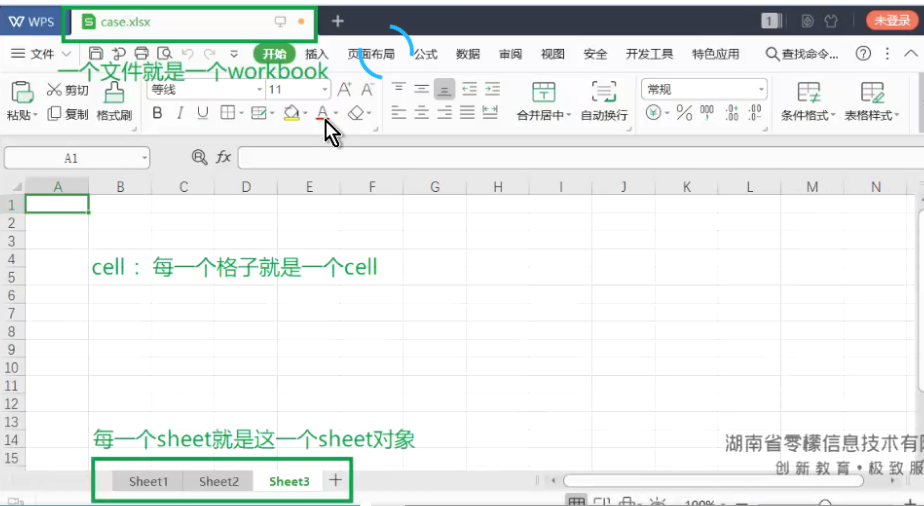 WPS case.xlsx 1 未登录
文件 开始 插入 页面布局 公式 数据 审阅 视图 安全 开发工具 特色应用 查找命令...
一个文件就是一个workbook
粘贴 剪切 复制 格式刷 等线 11 B I U A 合并居中 自动换行 常规 条件格式 表格样式
A1 fx
A B C D E F G H I J K L M N
1
2
3
4
cell： 每一个格子就是一个cell
5
6
7
8
9
10
11
12
13
14
每一个sheet就是这一个sheet对象
湖南省零檬信息技术有
15
创新教育•极致服
Sheet1 Sheet2 Sheet3
100%